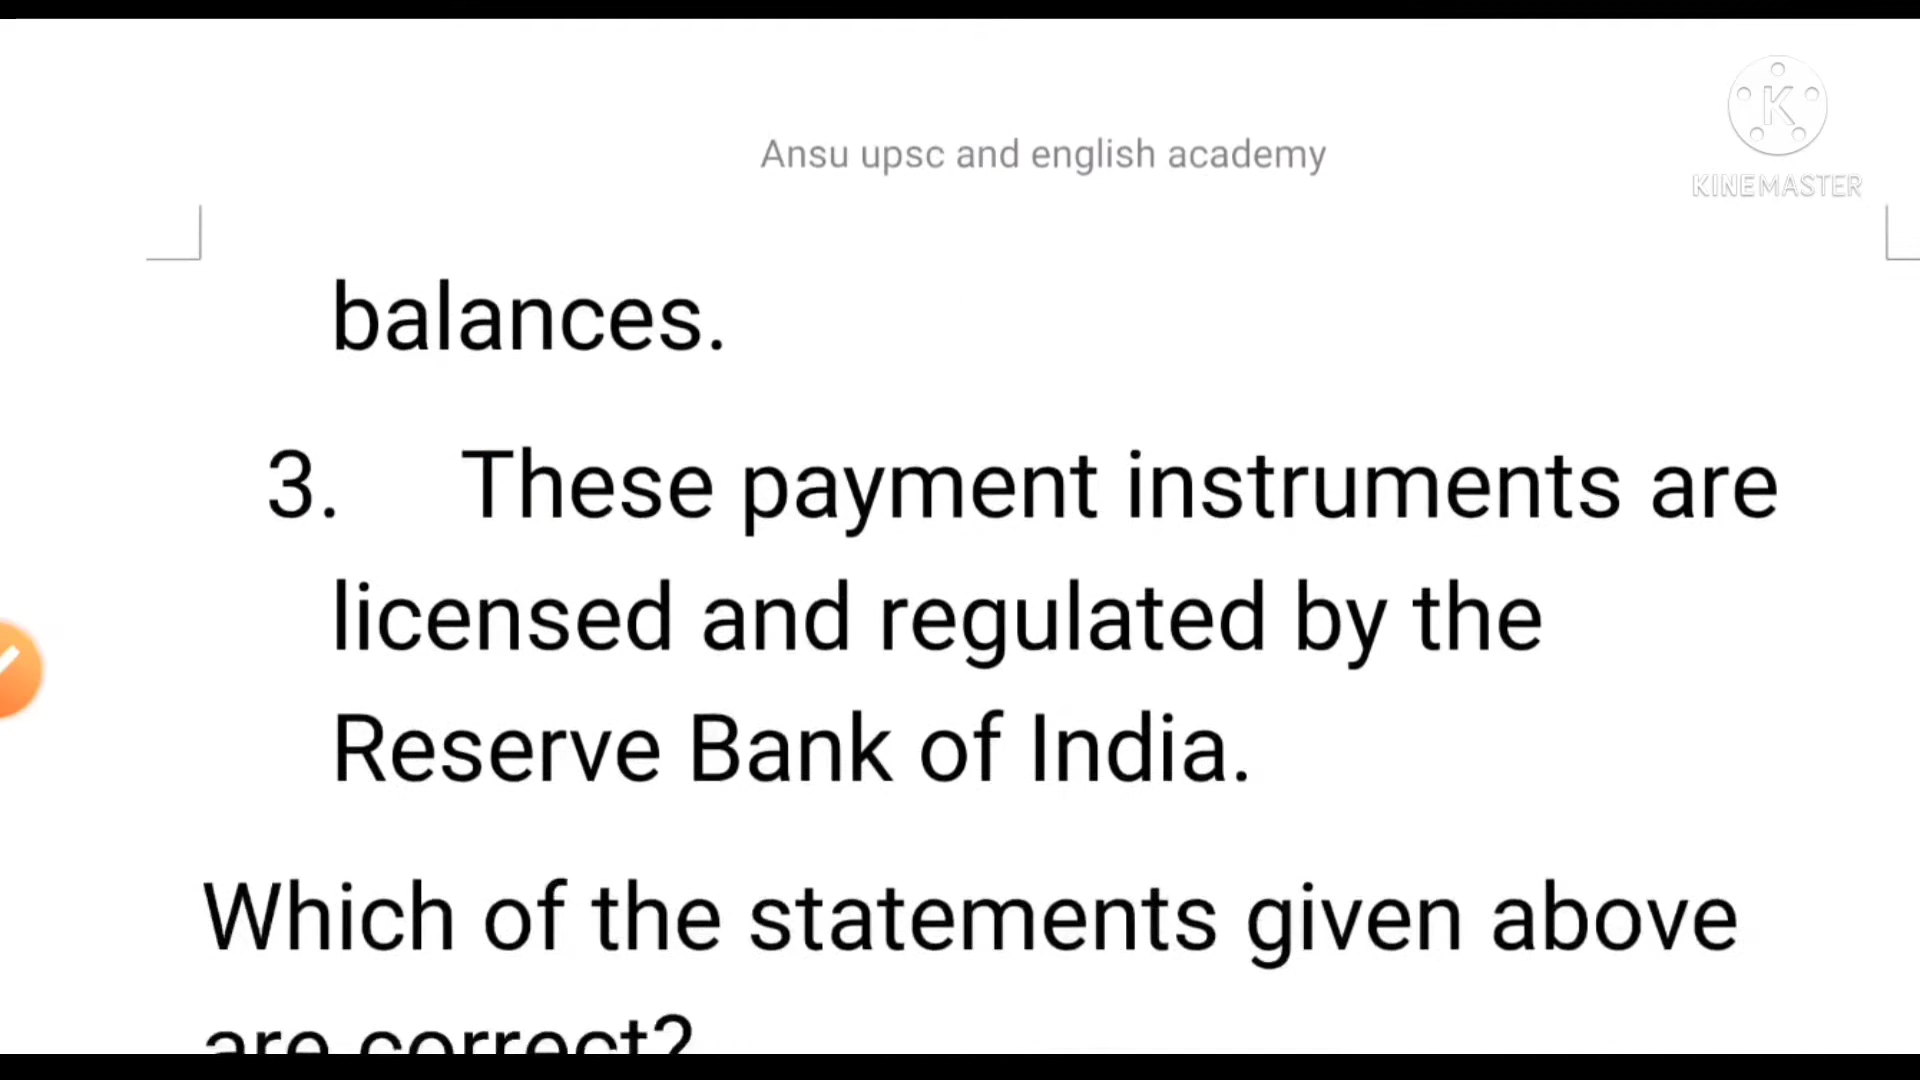 Ansu upsc and english academy
K
KINEMASTER
balances.
3. These payment instruments are
licensed and regulated by the
Reserve Bank of India.
Which of the statements given above
are correct?